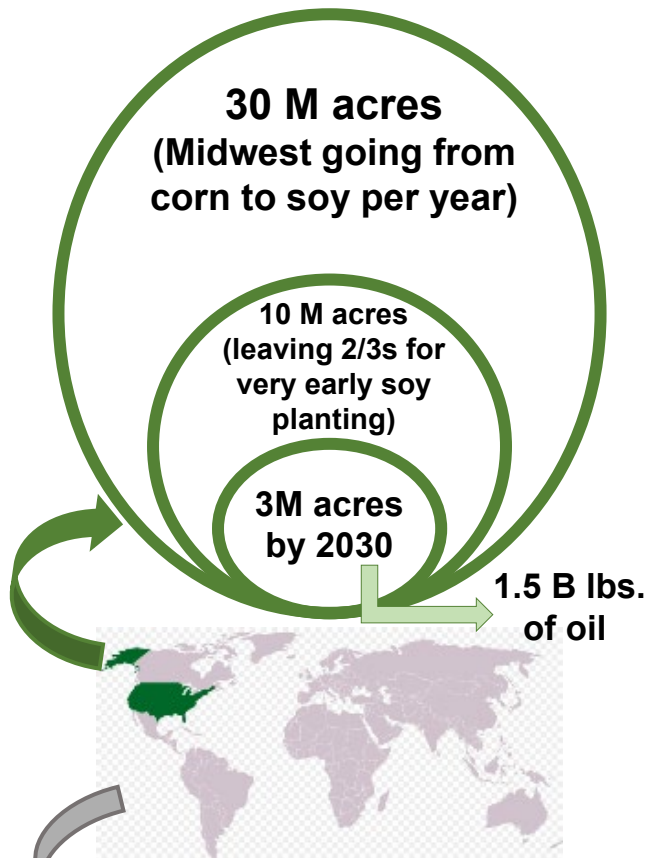 30 M acres
(Midwest going from
corn to soy per year)
10 M acres
(leaving 2/3s for
very early soy
planting)
3M acres
by 2030
1.5 B lbs.
of oil